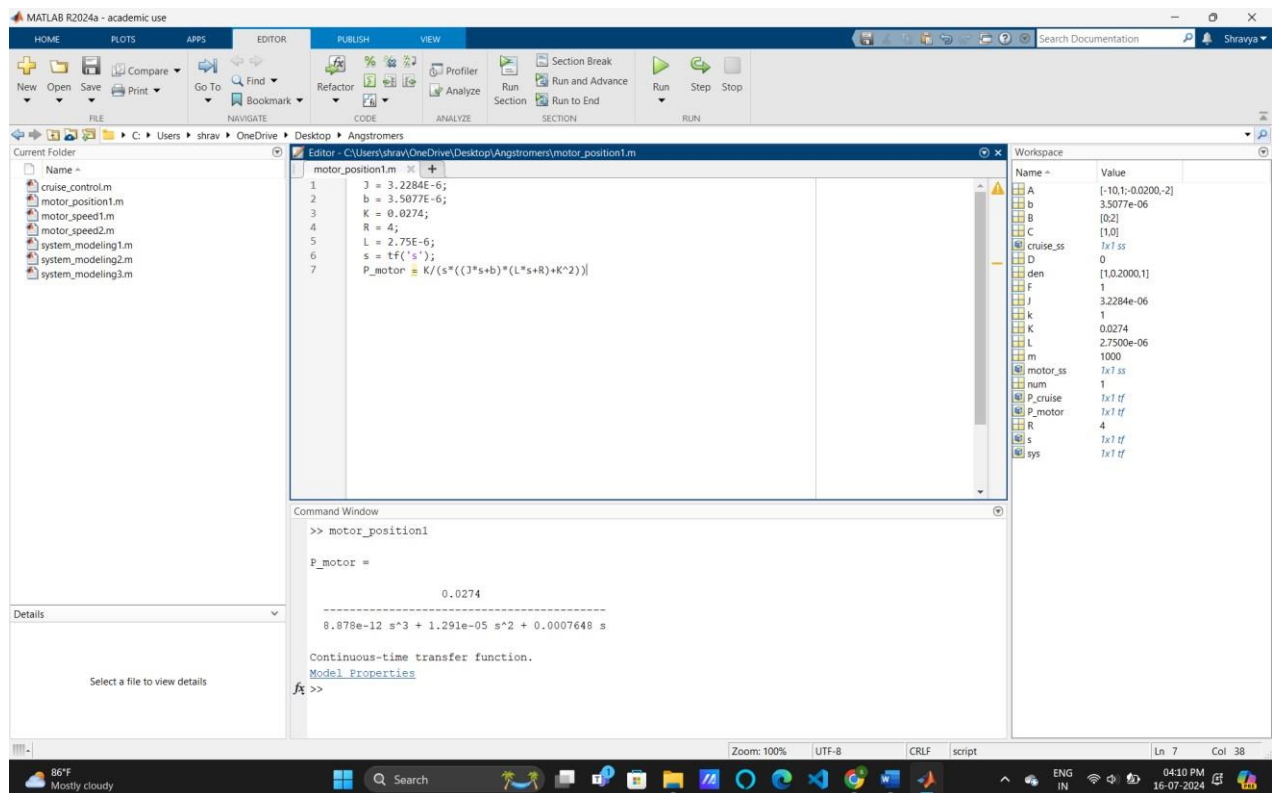 MATLAB R2024a - academic use
HOME PLOTS APPS EDITOR PUBLISH VIEW Search Documentation Shravya
New Open Save Compare Print Go To Find Bookmark Refactor Profiler Analyze Run Section Section Break Run and Advance Run to End Run Step Stop
FILE NAVIGATE CODE ANALYZE SECTION RUN
C: Users shrav OneDrive Desktop Angstromers
Current Folder
Name
cruise_control.m
motor_position1.m
motor_speed1.m
motor_speed2.m
system_modeling1.m
system_modeling2.m
system_modeling3.m
Details
Select a file to view details
Editor - C:\Users\shrav\OneDrive\Desktop\Angstromers\motor_position1.m
motor_position1.m
1 J = 3.2284E-6;
2 b = 3.5077E-6;
3 K = 0.0274;
4 R = 4;
5 L = 2.75E-6;
6 s = tf('s');
7 P_motor = K/(s*((J*s+b)*(L*s+R)+K^2))
Command Window
>> motor_position1
P_motor =
0.0274
--------------------------------------------
8.878e-12 s^3 + 1.291e-05 s^2 + 0.0007648 s
Continuous-time transfer function.
Model Properties
fx >>
Workspace
Name Value
A [-10,1;-0.0200,-2]
b 3.5077e-06
B [0;2]
C [1,0]
cruise_ss 1x1 ss
D 0
den [1,0.2000,1]
F 1
J 3.2284e-06
k 1
K 0.0274
L 2.7500e-06
m 1000
motor_ss 1x1 ss
num 1
P_cruise 1x1 tf
P_motor 1x1 tf
R 4
s 1x1 tf
sys 1x1 tf
Zoom: 100% UTF-8 CRLF script Ln 7 Col 38
86°F
Mostly cloudy
Search
ENG
IN
04:10 PM
16-07-2024